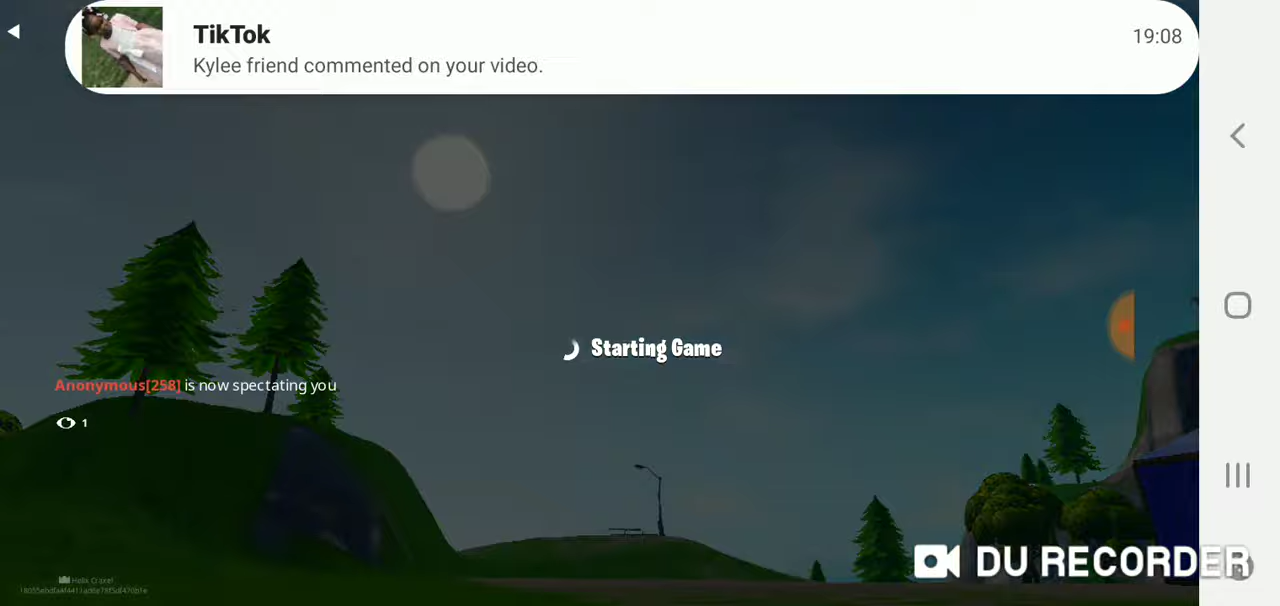 TikTok
19:08
Kylee friend commented on your video.
Starting Game
Anonymous[258] is now spectating you
1
DU RECORDER